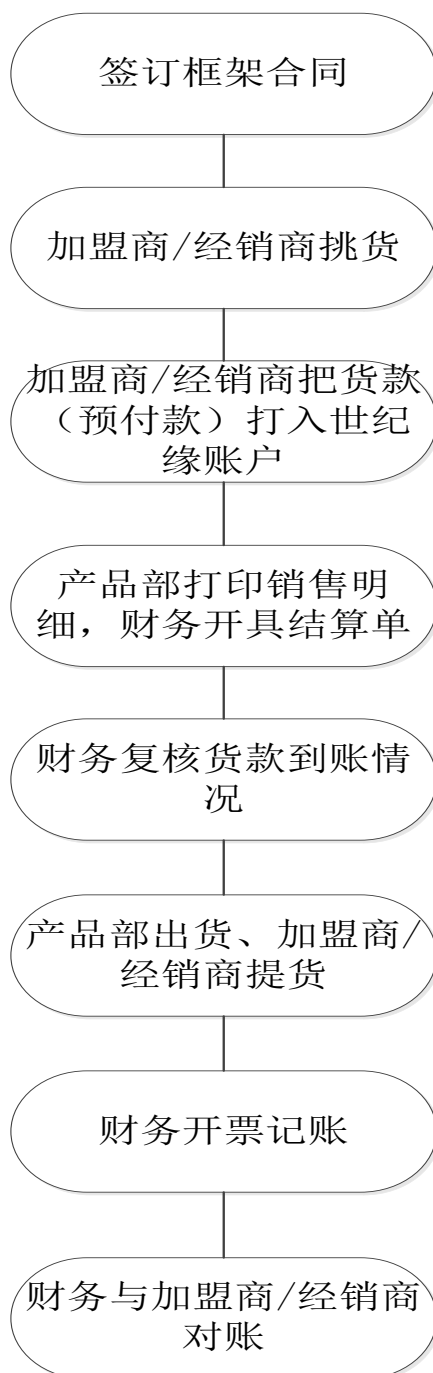 签订框架合同
加盟商/经销商挑货
加盟商/经销商把货款
（预付款）打入世纪
缘账户
产品部打印销售明
细，财务开具结算单
财务复核货款到账情
况
产品部出货、加盟商/
经销商提货
财务开票记账
财务与加盟商/经销商
对账